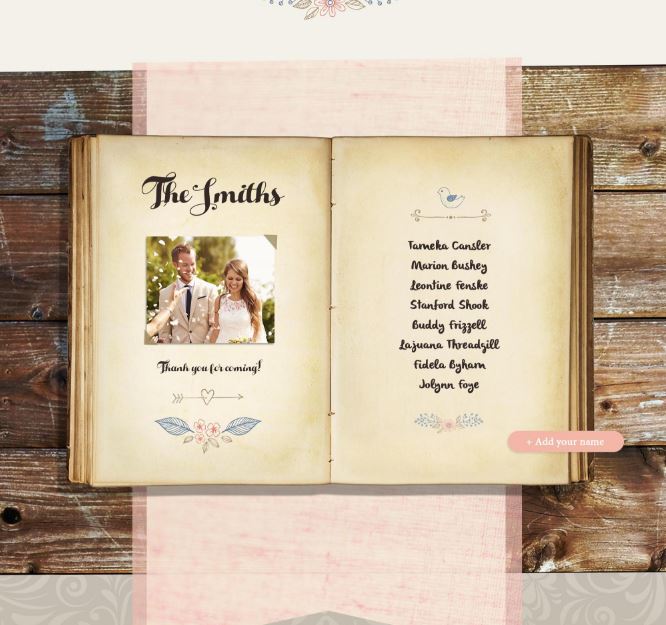 The Smiths
Thank you for coming!
Tameka Cansler
Marion Bushey
Leontine Fenske
Stanford Shook
Buddy Frizzell
Lajuana Threadgill
Fidela Byham
Jolynn Foye
+ Add your name